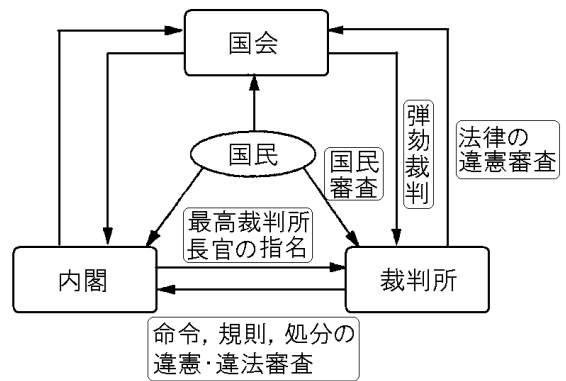 国会
国民
国民
審査
弾劾裁判
法律の
違憲審査
最高裁判所
長官の指名
内閣
裁判所
命令,規則,処分の
違憲・違法審査